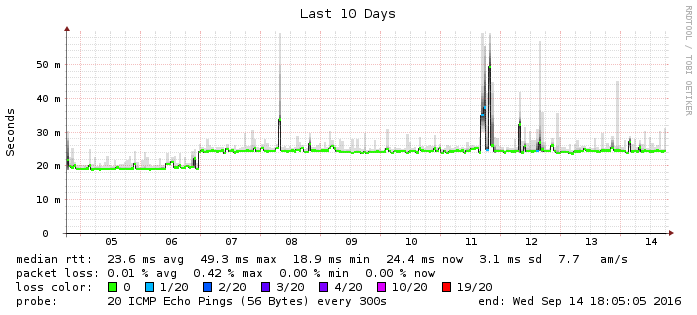 Last 10 Days
RRDTOOL / TOBI OETIKER
Seconds
50 m
40 m
30 m
20 m
10 m
0
05 06 07 08 09 10 11 12 13 14
median rtt: 23.6 ms avg 49.3 ms max 18.9 ms min 24.4 ms now 3.1 ms sd 7.7 am/s
packet loss: 0.01 % avg 0.42 % max 0.00 % min 0.00 % now
loss color: 0 1/20 2/20 3/20 4/20 10/20 19/20
probe: 20 ICMP Echo Pings (56 Bytes) every 300s end: Wed Sep 14 18:05:05 2016